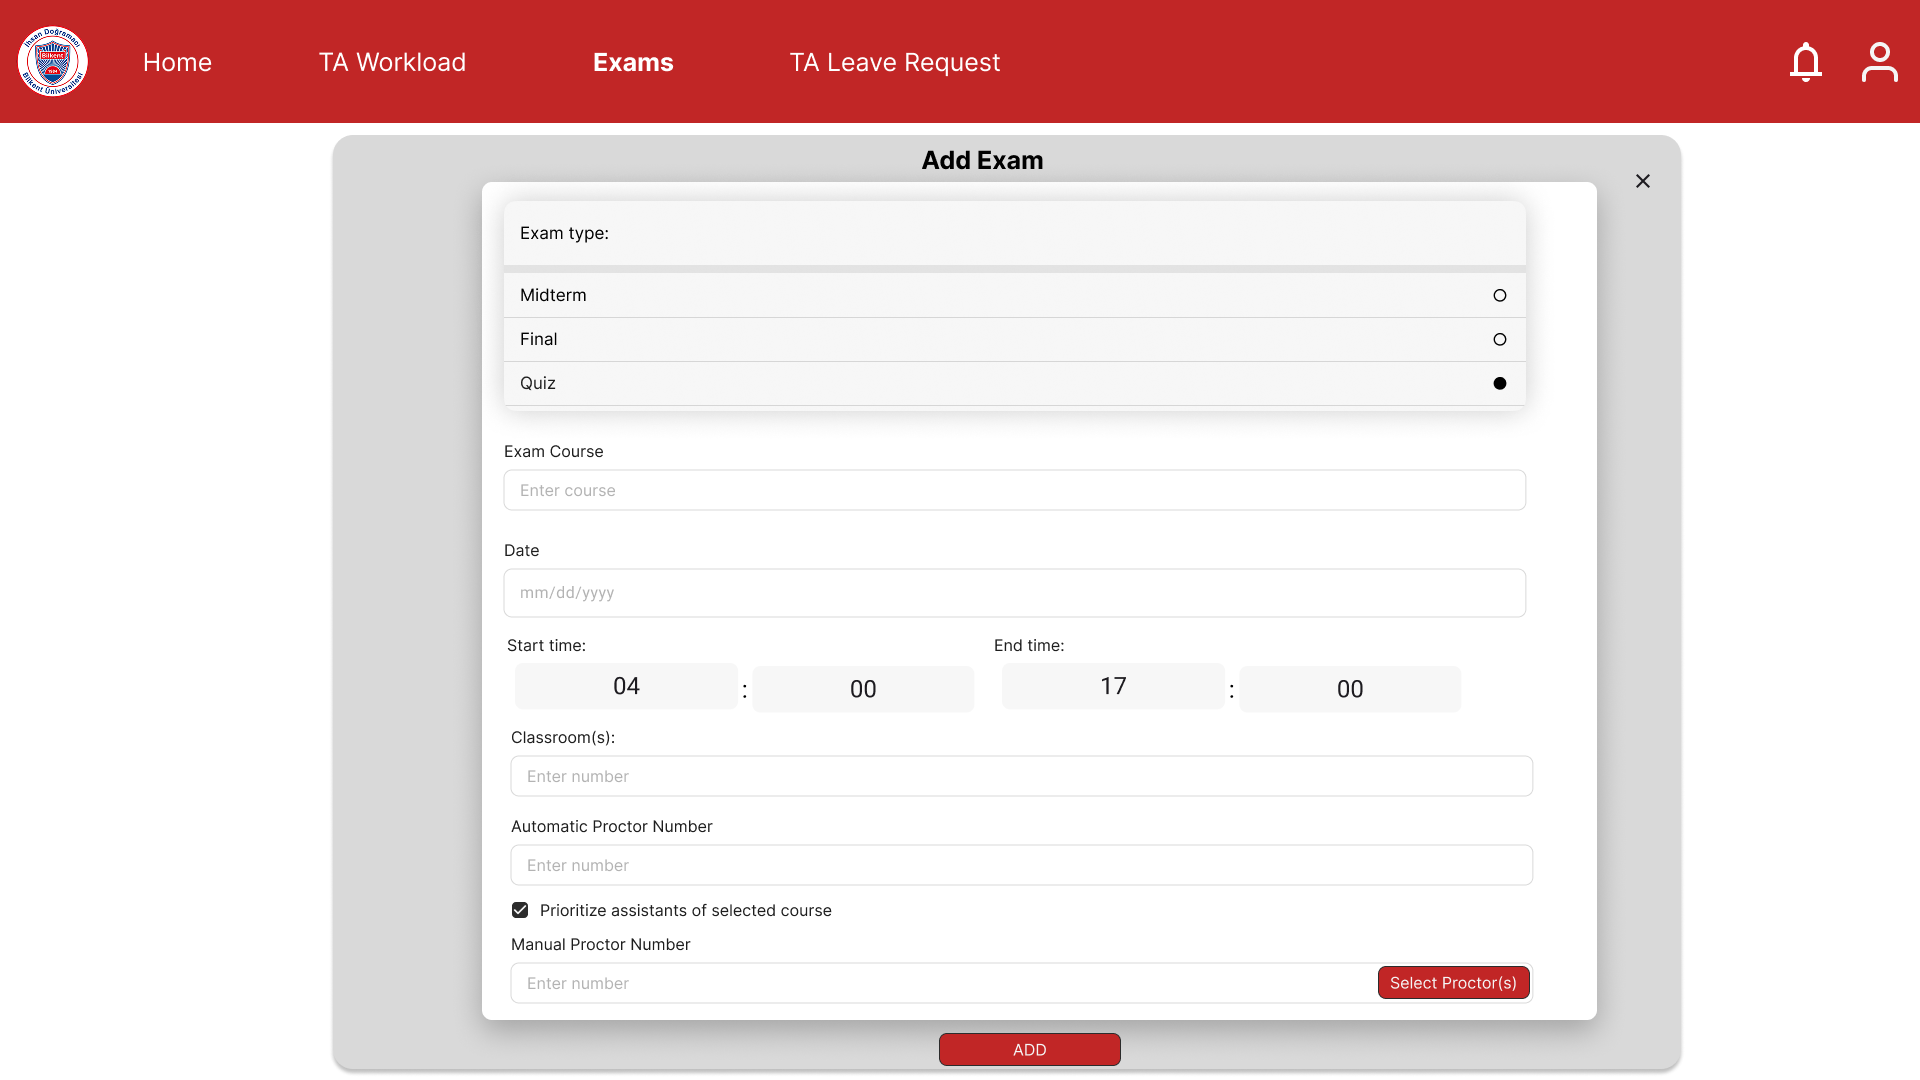 İhsan Doğramacı
Bilkent
Bilkent Üniversitesi
Home
TA Workload
Exams
TA Leave Request
Add Exam
Exam type:
Midterm
Final
Quiz
Exam Course
Enter course
Date
mm/dd/yyyy
Start time:
End time:
04 : 00
17 : 00
Classroom(s):
Enter number
Automatic Proctor Number
Enter number
Prioritize assistants of selected course
Manual Proctor Number
Enter number
Select Proctor(s)
ADD